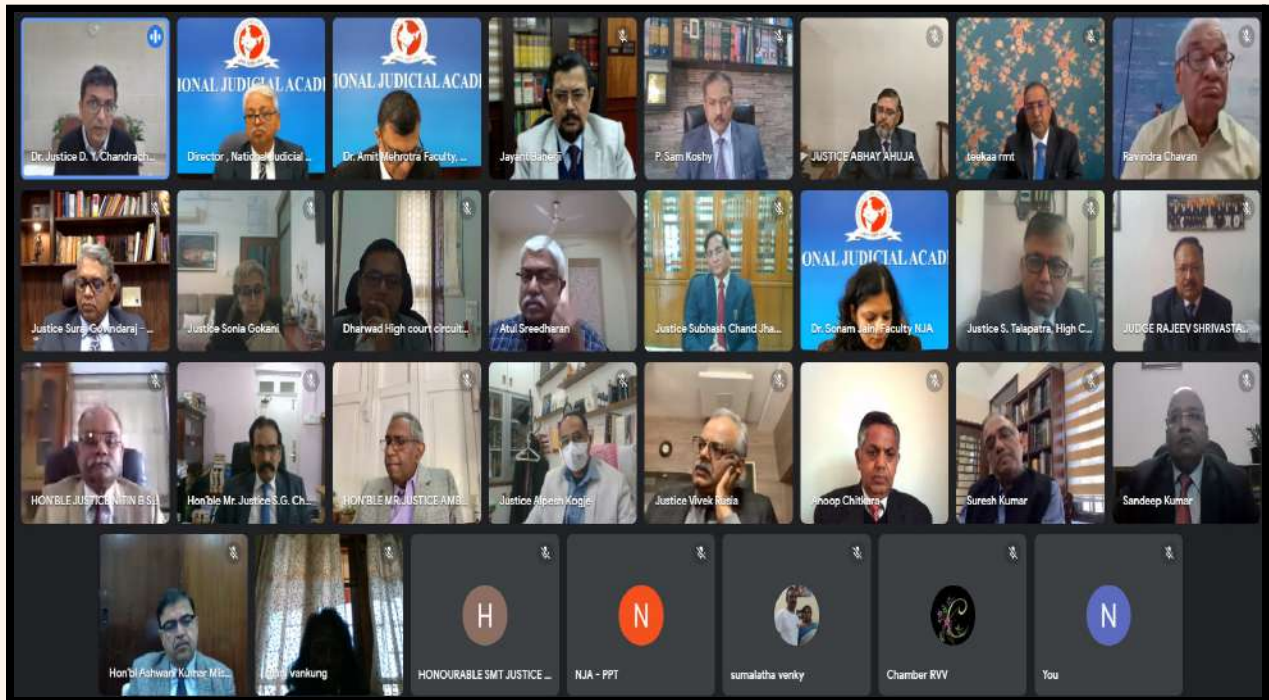 Dr. Justice D. Y. Chandrach...
IONAL JUDICIAL ACADI
Director , National Judicial ...
IONAL JUDICIAL ACADI
Dr. Amit Mehrotra Faculty, ...
Jayant Banerji
P. Sam Koshy
JUSTICE ABHAY AHUJA
teekaa rmt
Ravindra Chavan
Justice Suraj Govindaraj - ...
Justice Sonia Gokani
Dharwad High court circuit...
Atul Sreedharan
Justice Subhash Chand Jha...
ONAL JUDICIAL ACADI
Dr. Sonam Jain Faculty NJA
Justice S. Talapatra, High C...
JUDGE RAJEEV SHRIVASTA...
HON'BLE JUSTICE NITIN B S...
Hon'ble Mr. Justice S.G. Ch...
HON'BLE MR JUSTICE AMB...
Justice Alpesh Kogje
Justice Vivek Rusia
Anoop Chitkara
Suresh Kumar
Sandeep Kumar
Hon'bl Ashwani Kumar Mis...
vankung
H
HONOURABLE SMT JUSTICE ...
N
NJA - PPT
sumalatha venky
Chamber RVV
N
You